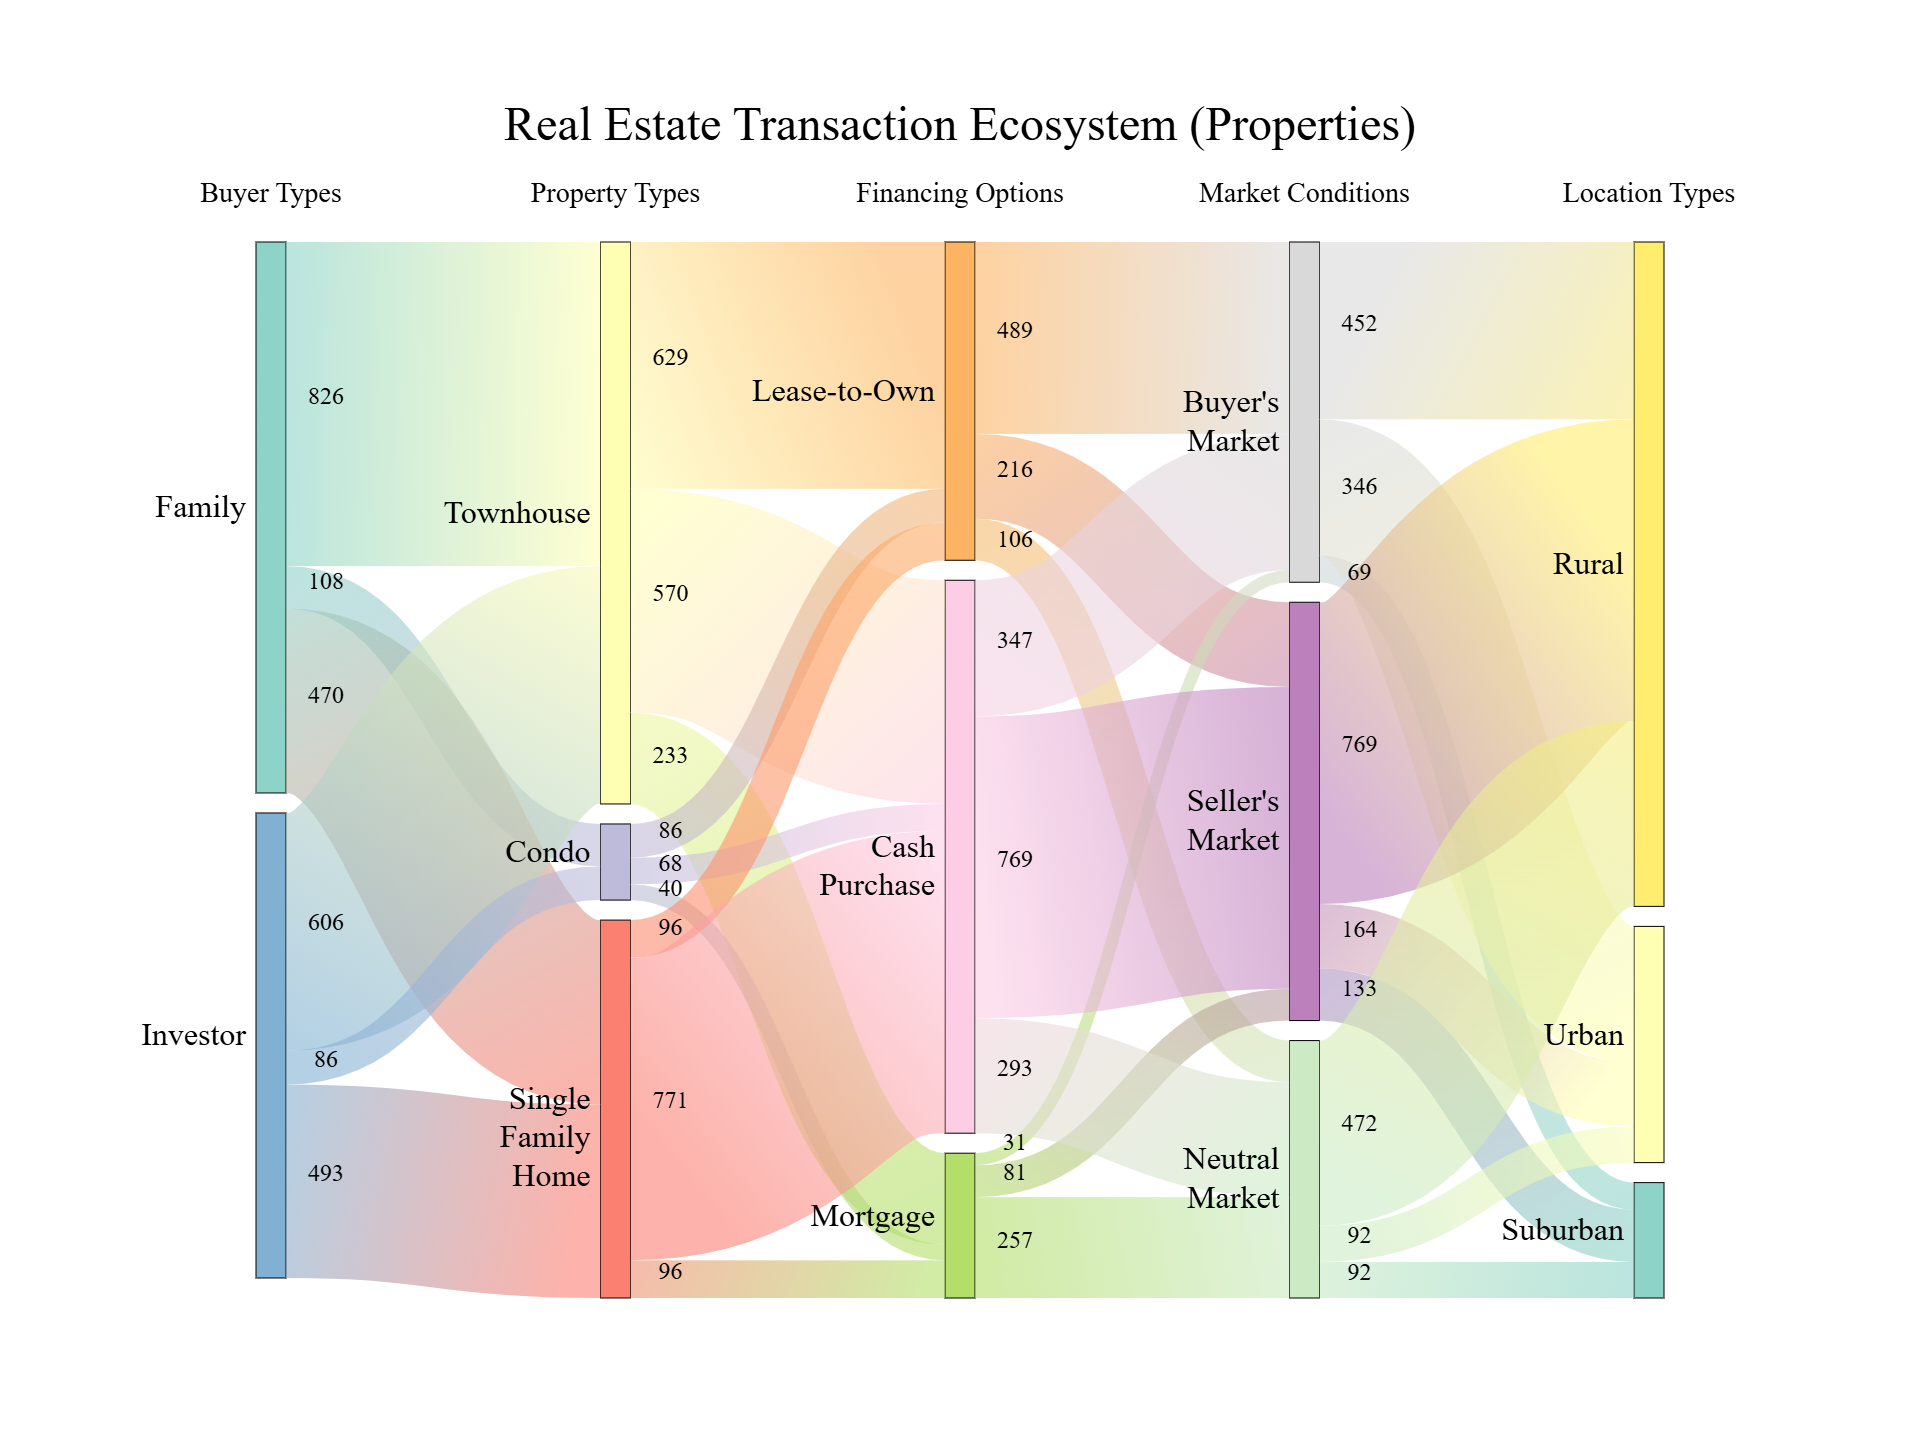 Real Estate Transaction Ecosystem (Properties)
Buyer Types
Property Types
Financing Options
Market Conditions
Location Types
Family
826
108
470
Investor
606
86
493
Townhouse
629
570
233
Condo
86
68
40
Single
Family
Home
96
771
96
Lease-to-Own
489
216
106
Cash
Purchase
347
769
293
Mortgage
31
81
257
Buyer's
Market
452
346
69
Seller's
Market
769
164
133
Neutral
Market
472
92
92
Rural
Urban
Suburban